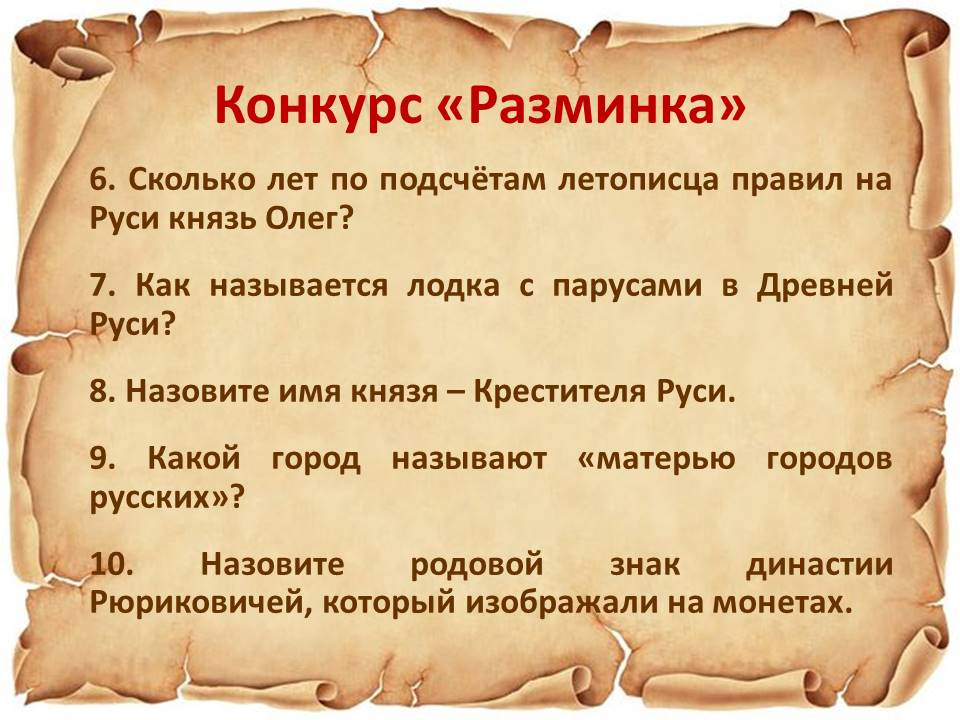 Конкурс «Разминка»
6. Сколько лет по подсчётам летописца правил на
Руси князь Олег?
7. Как называется лодка с парусами в Древней
Руси?
8. Назовите имя князя – Крестителя Руси.
9. Какой город называют «матерью городов
русских»?
10. Назовите родовой знак династии
Рюриковичей, который изображали на монетах.